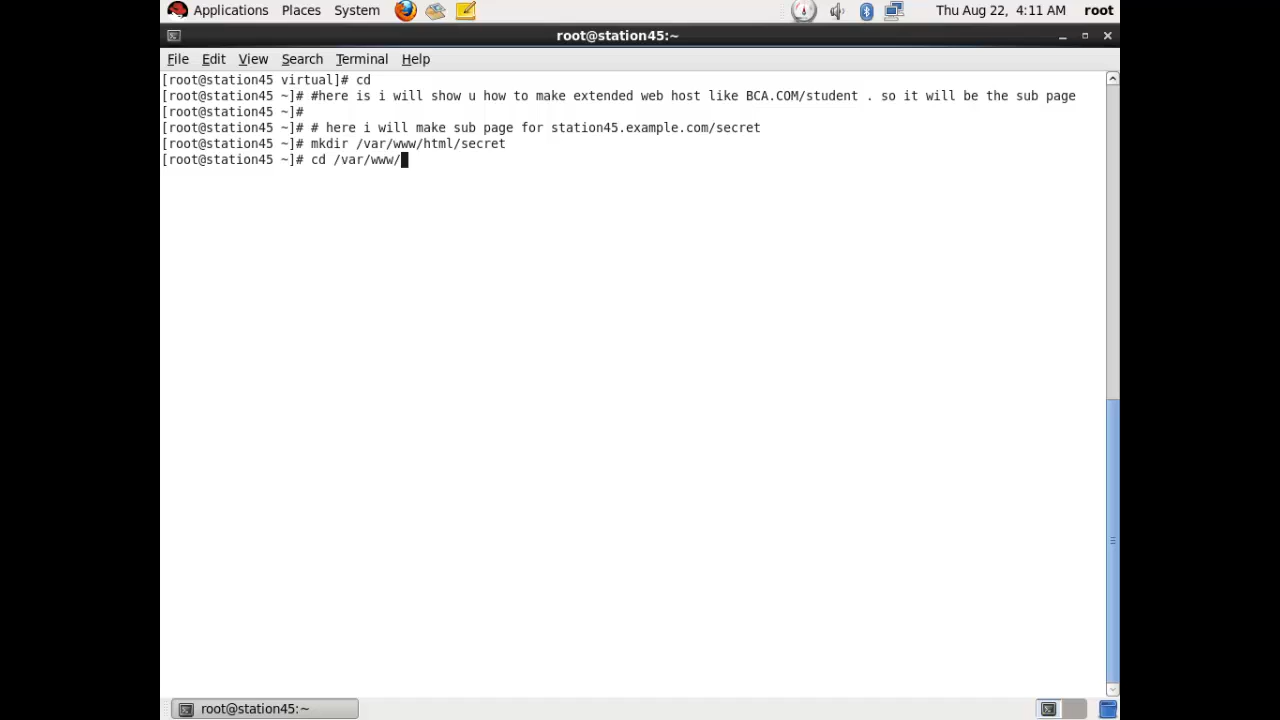 Applications Places System Thu Aug 22, 4:11 AM root
root@station45:~
File Edit View Search Terminal Help
[root@station45 virtual]# cd
[root@station45 ~]# #here is i will show u how to make extended web host like BCA.COM/student . so it will be the sub page
[root@station45 ~]#
[root@station45 ~]# # here i will make sub page for station45.example.com/secret
[root@station45 ~]# mkdir /var/www/html/secret
[root@station45 ~]# cd /var/www/
root@station45:~